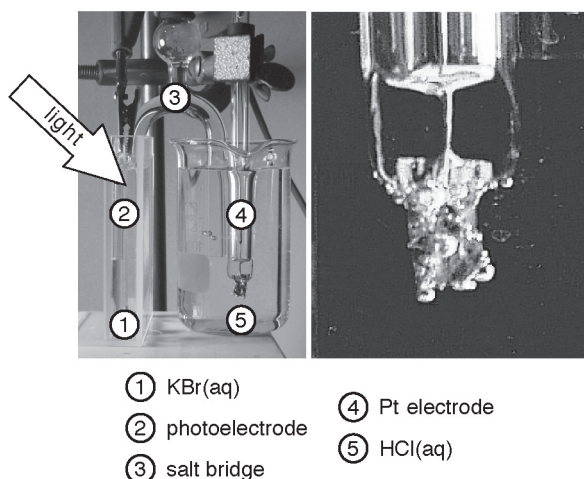 light
3
2
4
1
5
1 KBr(aq)
2 photoelectrode
3 salt bridge
4 Pt electrode
5 HCl(aq)